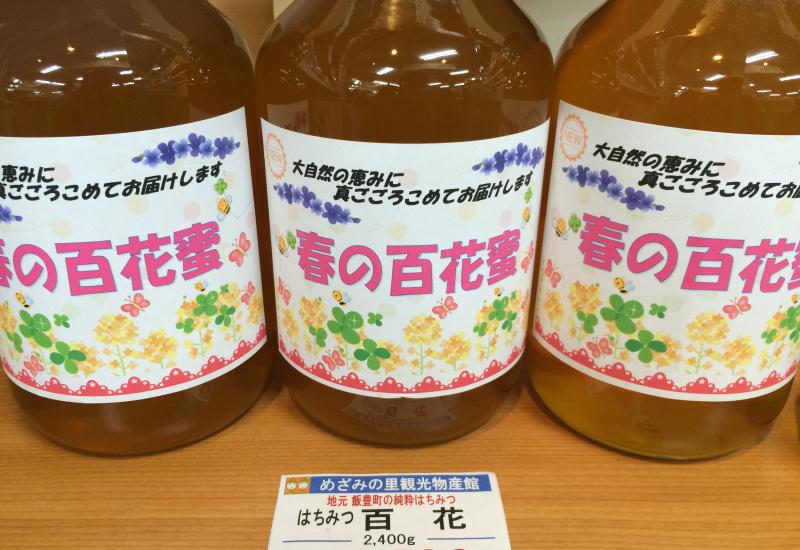 恵みに
真ごころこめてお届けします
春の百花蜜
NEW
大自然の恵みに
真ごころこめてお届けします
春の百花蜜
NEW
大自然の恵みに
真ごころこめてお届
春の百花蜜
めざみの里観光物産館
地元 飯豊町の純粋はちみつ
はちみつ 百 花
2,400g